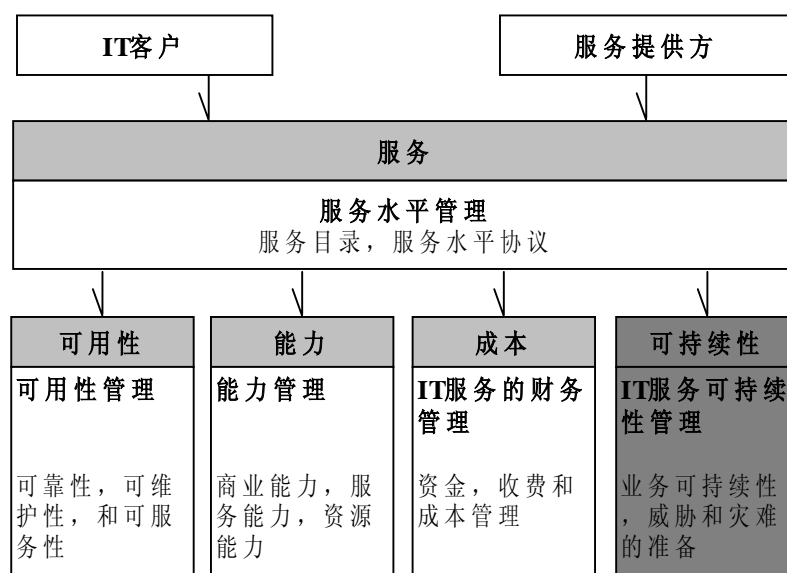 IT客户
服务提供方
服务
服务水平管理
服务目录，服务水平协议
可用性
能力
成本
可持续性
可用性管理
可靠性，可维
护性，和可服
务性
能力管理
商业能力，服
务能力，资源
能力
IT服务的财务
管理
资金，收费和
成本管理
IT服务可持续
性管理
业务可持续性
，威胁和灾难
的准备